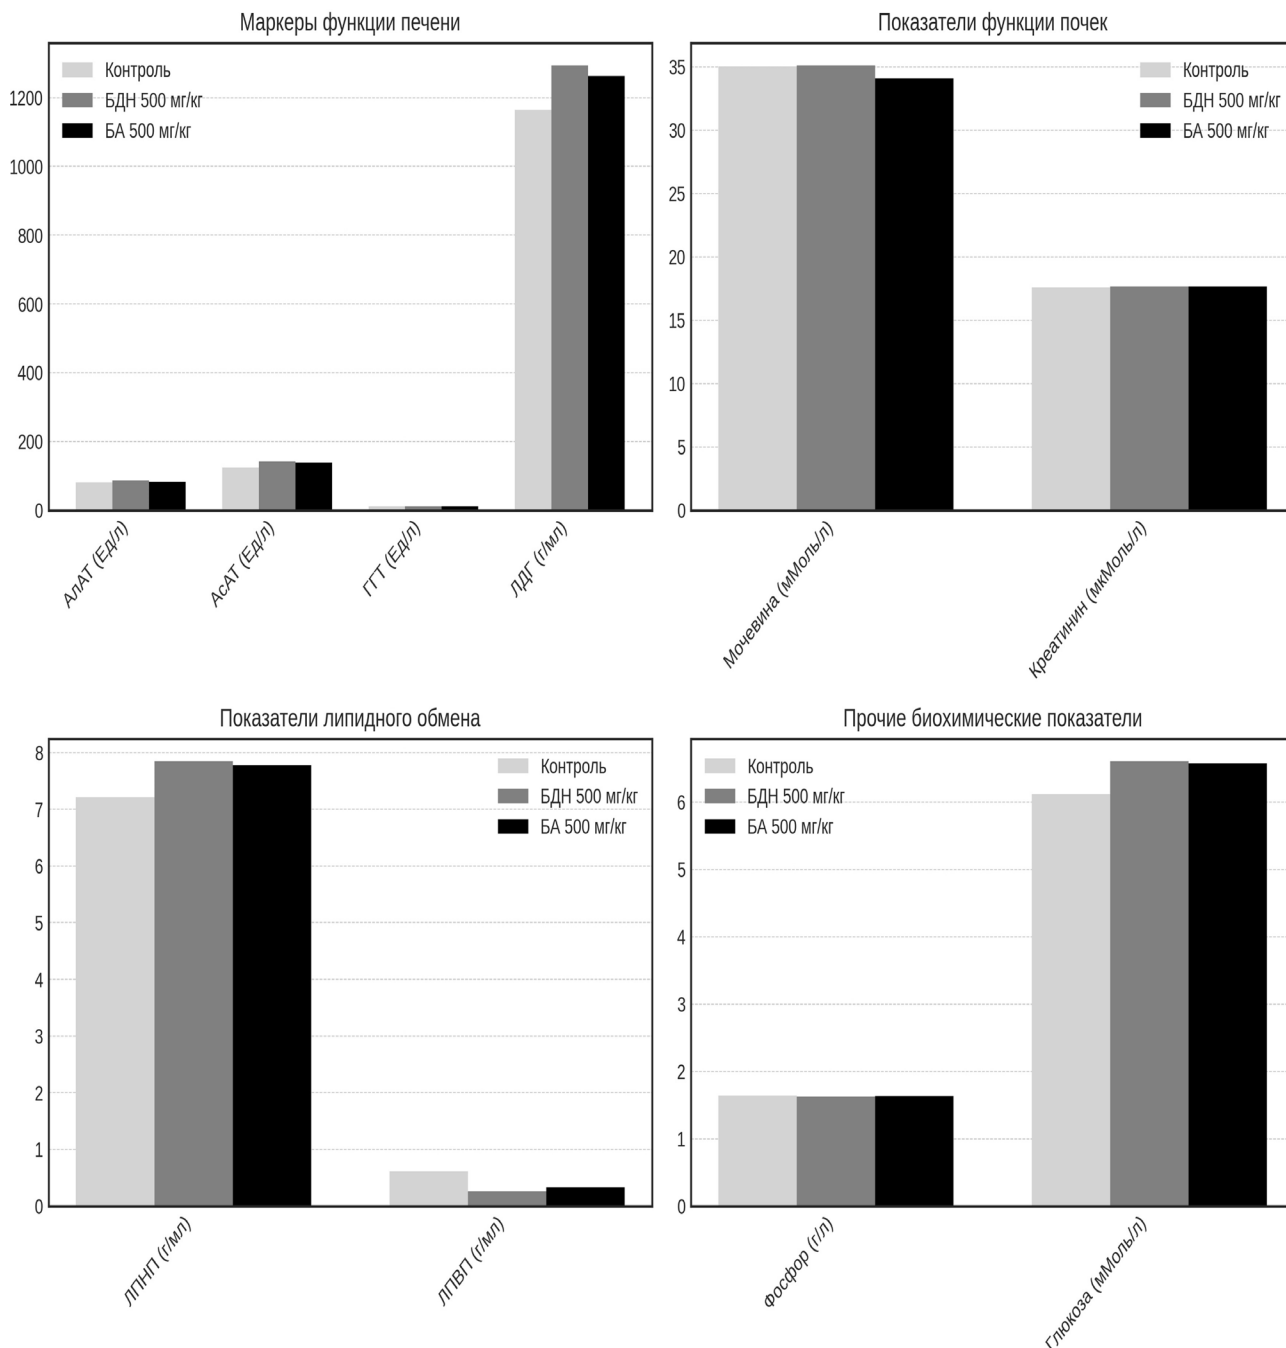 Маркеры функции печени
Контроль
БДН 500 мг/кг
БА 500 мг/кг
1200
1000
800
600
400
200
0
АлАТ (Ед/л)
АсАТ (Ед/л)
ГГТ (Ед/л)
ЛДГ (г/мл)
Показатели функции почек
Контроль
БДН 500 мг/кг
БА 500 мг/кг
35
30
25
20
15
10
5
0
Мочевина (мМоль/л)
Креатинин (мкМоль/л)
Показатели липидного обмена
Контроль
БДН 500 мг/кг
БА 500 мг/кг
8
7
6
5
4
3
2
1
0
ЛПНП (г/мл)
ЛПВП (г/мл)
Прочие биохимические показатели
Контроль
БДН 500 мг/кг
БА 500 мг/кг
6
5
4
3
2
1
0
Фосфор (г/л)
Глюкоза (мМоль/л)